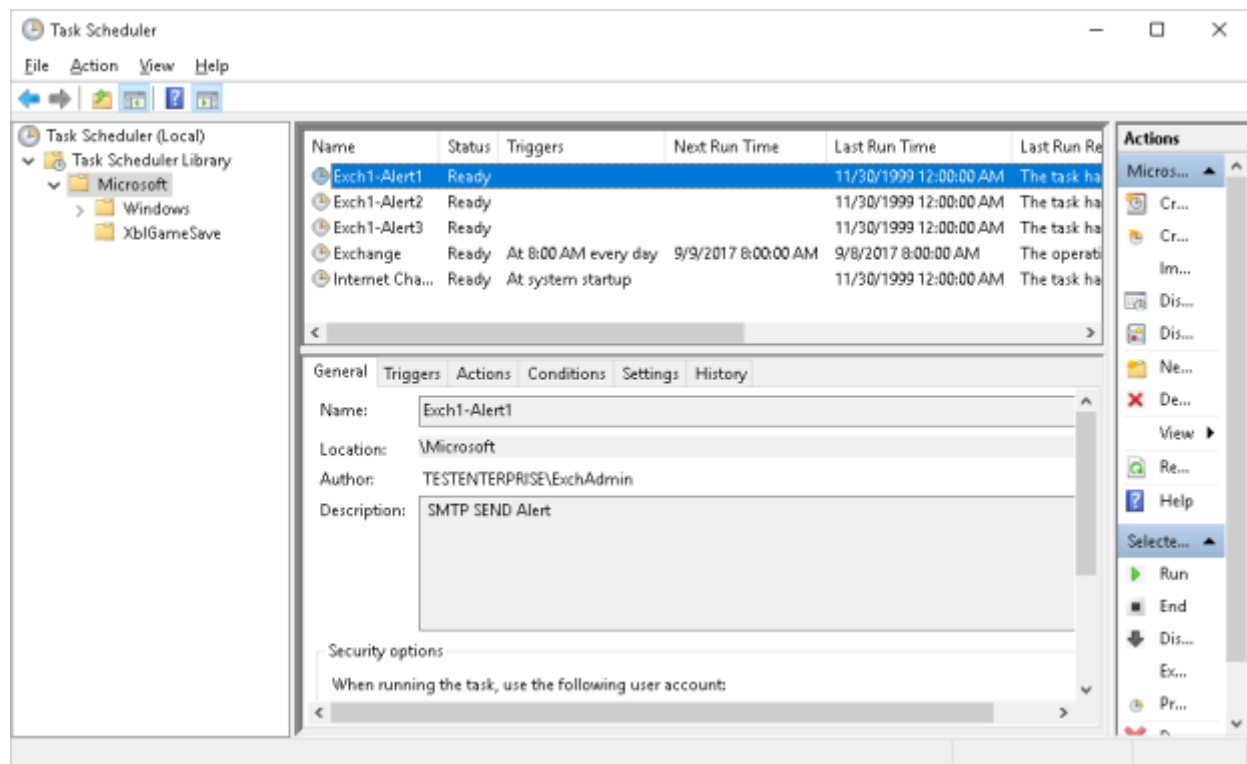 Task Scheduler
File Action View Help
Task Scheduler (Local)
Task Scheduler Library
Microsoft
Windows
XblGameSave
Name Status Triggers Next Run Time Last Run Time Last Run Re
Exch1-Alert1 Ready 11/30/1999 12:00:00 AM The task ha
Exch1-Alert2 Ready 11/30/1999 12:00:00 AM The task ha
Exch1-Alert3 Ready 11/30/1999 12:00:00 AM The task ha
Exchange Ready At 8:00 AM every day 9/9/2017 8:00:00 AM 9/8/2017 8:00:00 AM The operati
Internet Cha... Ready At system startup 11/30/1999 12:00:00 AM The task ha
General Triggers Actions Conditions Settings History
Name: Exch1-Alert1
Location: \Microsoft
Author: TESTENTERPRISE\ExchAdmin
Description: SMTP SEND Alert
Security options
When running the task, use the following user account:
Actions
Micros...
Cr...
Cr...
Im...
Dis...
Dis...
Ne...
De...
View
Re...
Help
Selecte...
Run
End
Dis...
Ex...
Pr...